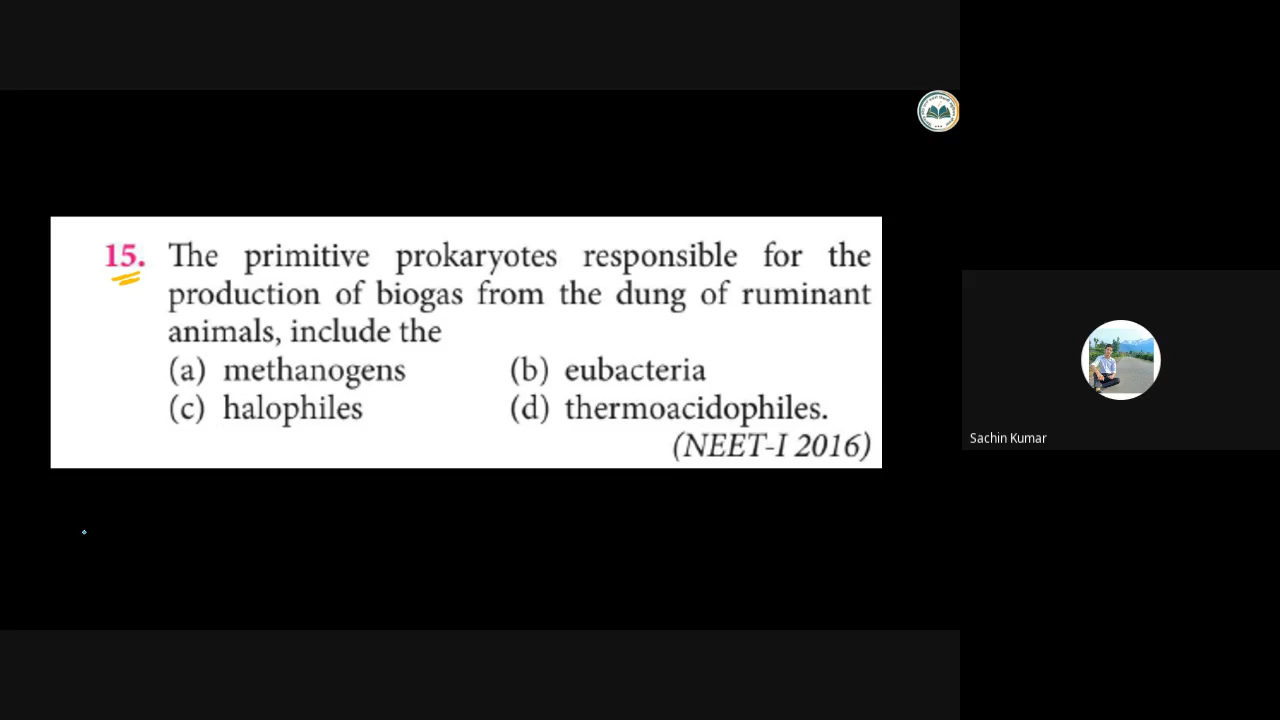 15. The primitive prokaryotes responsible for the
production of biogas from the dung of ruminant
animals, include the
(a) methanogens (b) eubacteria
(c) halophiles (d) thermoacidophiles.
(NEET-I 2016)
Sachin Kumar